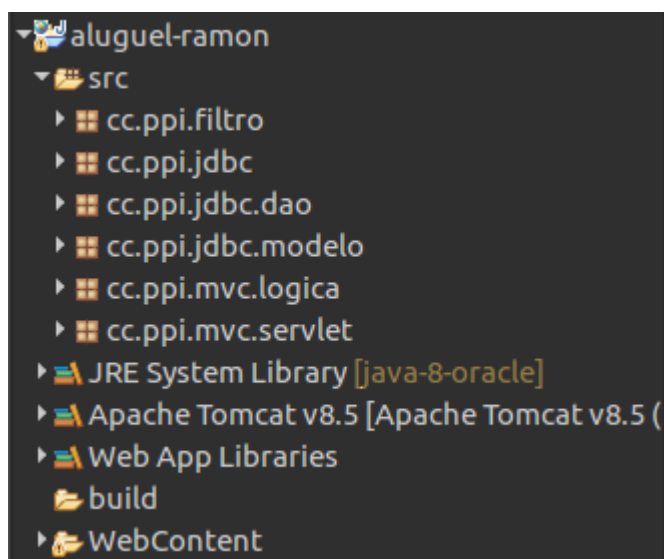 aluguel-ramon
src
cc.ppi.filtro
cc.ppi.jdbc
cc.ppi.jdbc.dao
cc.ppi.jdbc.modelo
cc.ppi.mvc.logica
cc.ppi.mvc.servlet
JRE System Library [java-8-oracle]
Apache Tomcat v8.5 [Apache Tomcat v8.5 (
Web App Libraries
build
WebContent